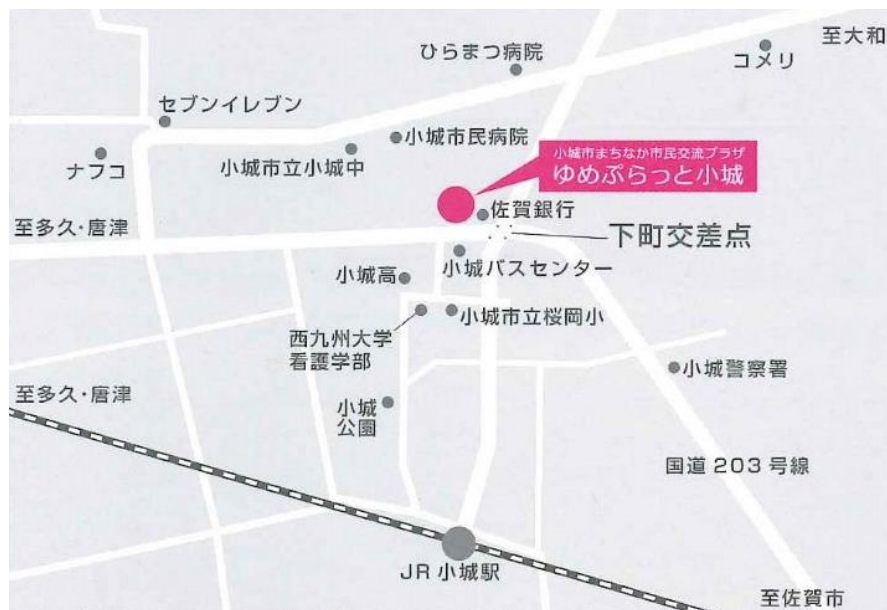 至大和
ひらまつ病院
コメリ
セブンイレブン
小城市民病院
小城市立小城中
ナフコ
小城市まちなか市民交流プラザ
ゆめぷらっと小城
佐賀銀行
至多久・唐津
下町交差点
小城バスセンター
小城高
小城市立桜岡小
西九州大学
看護学部
小城警察署
至多久・唐津
小城
公園
国道203号線
JR小城駅
至佐賀市